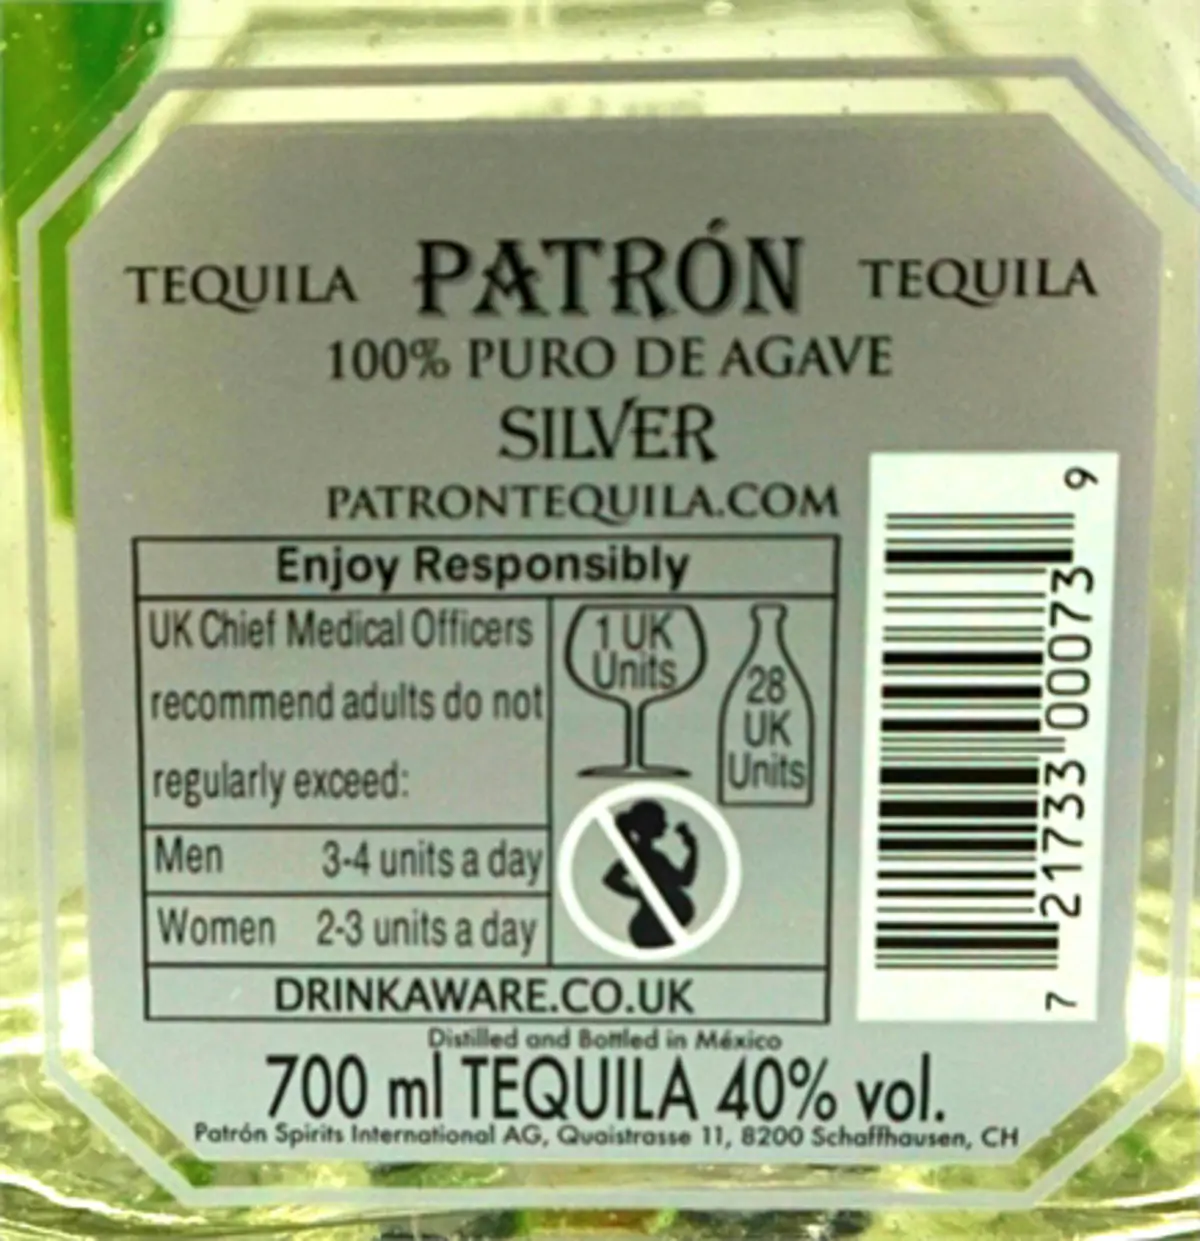 TEQUILA PATRÓN TEQUILA
100% PURO DE AGAVE
SILVER
PATRONTEQUILA.COM
Enjoy Responsibly
UK Chief Medical Officers
recommend adults do not
regularly exceed:
Men 3-4 units a day
Women 2-3 units a day
1 UK
Units
28
UK
Units
DRINKAWARE.CO.UK
7 21733 00073 9
Distilled and Bottled in México
700 ml TEQUILA 40% vol.
Patrón Spirits International AG, Quaistrasse 11, 8200 Schaffhausen, CH